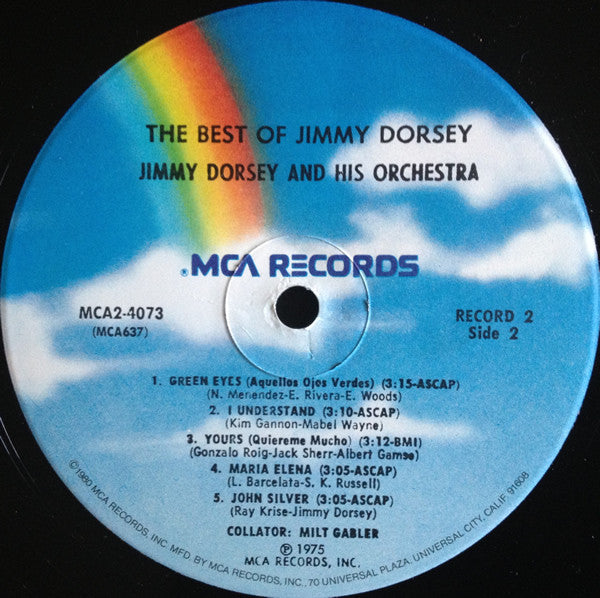 THE BEST OF JIMMY DORSEY
JIMMY DORSEY AND HIS ORCHESTRA
®MCA RECORDS
MCA2-4073
(MCA637)
RECORD 2
Side 2
1. GREEN EYES (Aquellos Ojos Verdes) (3:15-ASCAP)
(N. Menendez-E. Rivera-E. Woods)
2. I UNDERSTAND (3:10-ASCAP)
(Kim Gannon-Mabel Wayne)
3. YOURS (Quiereme Mucho) (3:12-BMI)
(Gonzalo Roig-Jack Sherr-Albert Gamse)
4. MARIA ELENA (3:05-ASCAP)
(L. Barcelata-S. K. Russell)
5. JOHN SILVER (3:05-ASCAP)
(Ray Krise-Jimmy Dorsey)
COLLATOR: MILT GABLER
Ⓟ 1975
MCA RECORDS, INC.
©1980 MCA RECORDS, INC. MFD. BY MCA RECORDS, INC., 70 UNIVERSAL PLAZA, UNIVERSAL CITY, CALIF. 91608